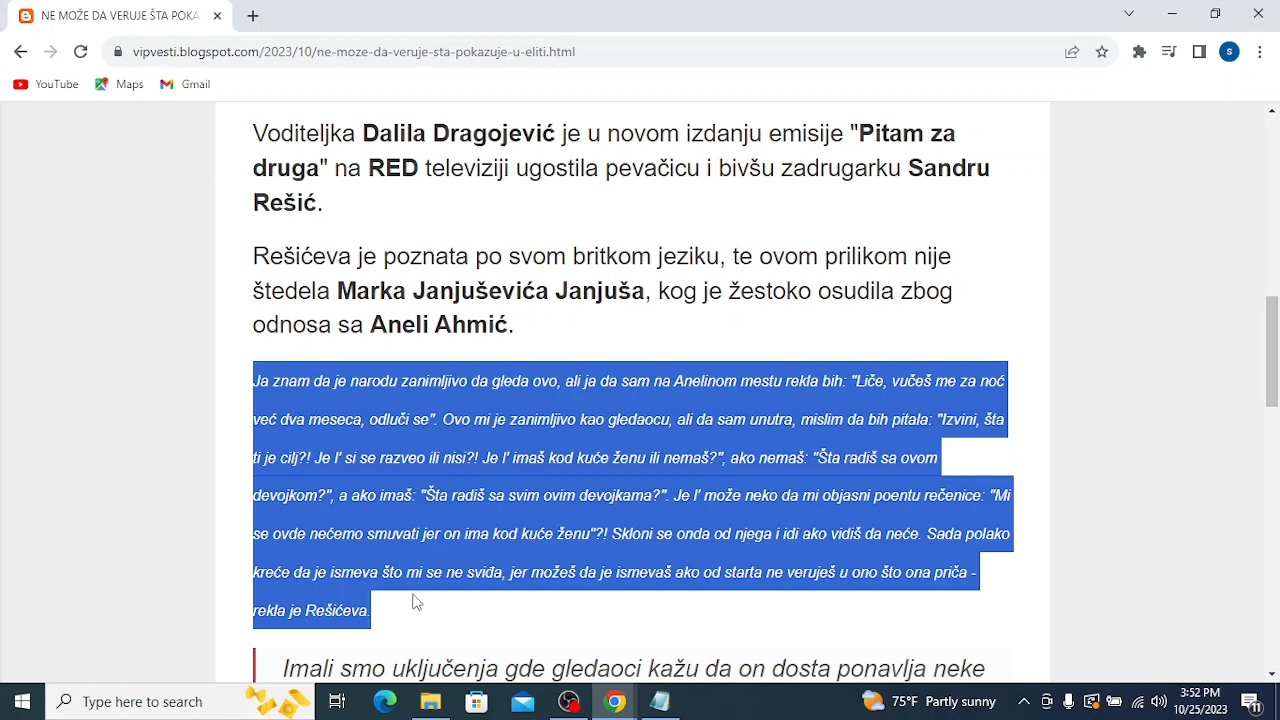 NE MOŽE DA VERUJE ŠTA POKA
vipvesti.blogspot.com/2023/10/ne-moze-da-veruje-sta-pokazuje-u-eliti.html
S
YouTube
Maps
Gmail
Voditeljka Dalila Dragojević je u novom izdanju emisije "Pitam za
druga" na RED televiziji ugostila pevačicu i bivšu zadrugarku Sandru
Rešić.
Rešićeva je poznata po svom britkom jeziku, te ovom prilikom nije
štedela Marka Janjuševića Janjuša, kog je žestoko osudila zbog
odnosa sa Aneli Ahmić.
Ja znam da je narodu zanimljivo da gleda ovo, ali ja da sam na Anelinom mestu rekla bih: "Liče, vučeš me za noć
već dva meseca, odluči se". Ovo mi je zanimljivo kao gledaocu, ali da sam unutra, mislim da bih pitala: "Izvini, šta
ti je cilj?! Je l' si se razveo ili nisi?! Je l' imaš kod kuće ženu ili nemaš?", ako nemaš: "Šta radiš sa ovom
devojkom?", a ako imaš: "Šta radiš sa svim ovim devojkama?". Je l' može neko da mi objasni poentu rečenice: "Mi
se ovde nećemo smuvati jer on ima kod kuće ženu"?! Skloni se onda od njega i idi ako vidiš da neće. Sada polako
kreće da je ismeva što mi se ne sviđa, jer možeš da je ismevaš ako od starta ne veruješ u ono što ona priča -
rekla je Rešićeva.
Imali smo uključenja gde gledaoci kažu da on dosta ponavlja neke
Type here to search
75°F Partly sunny
3:52 PM
10/25/2023
11